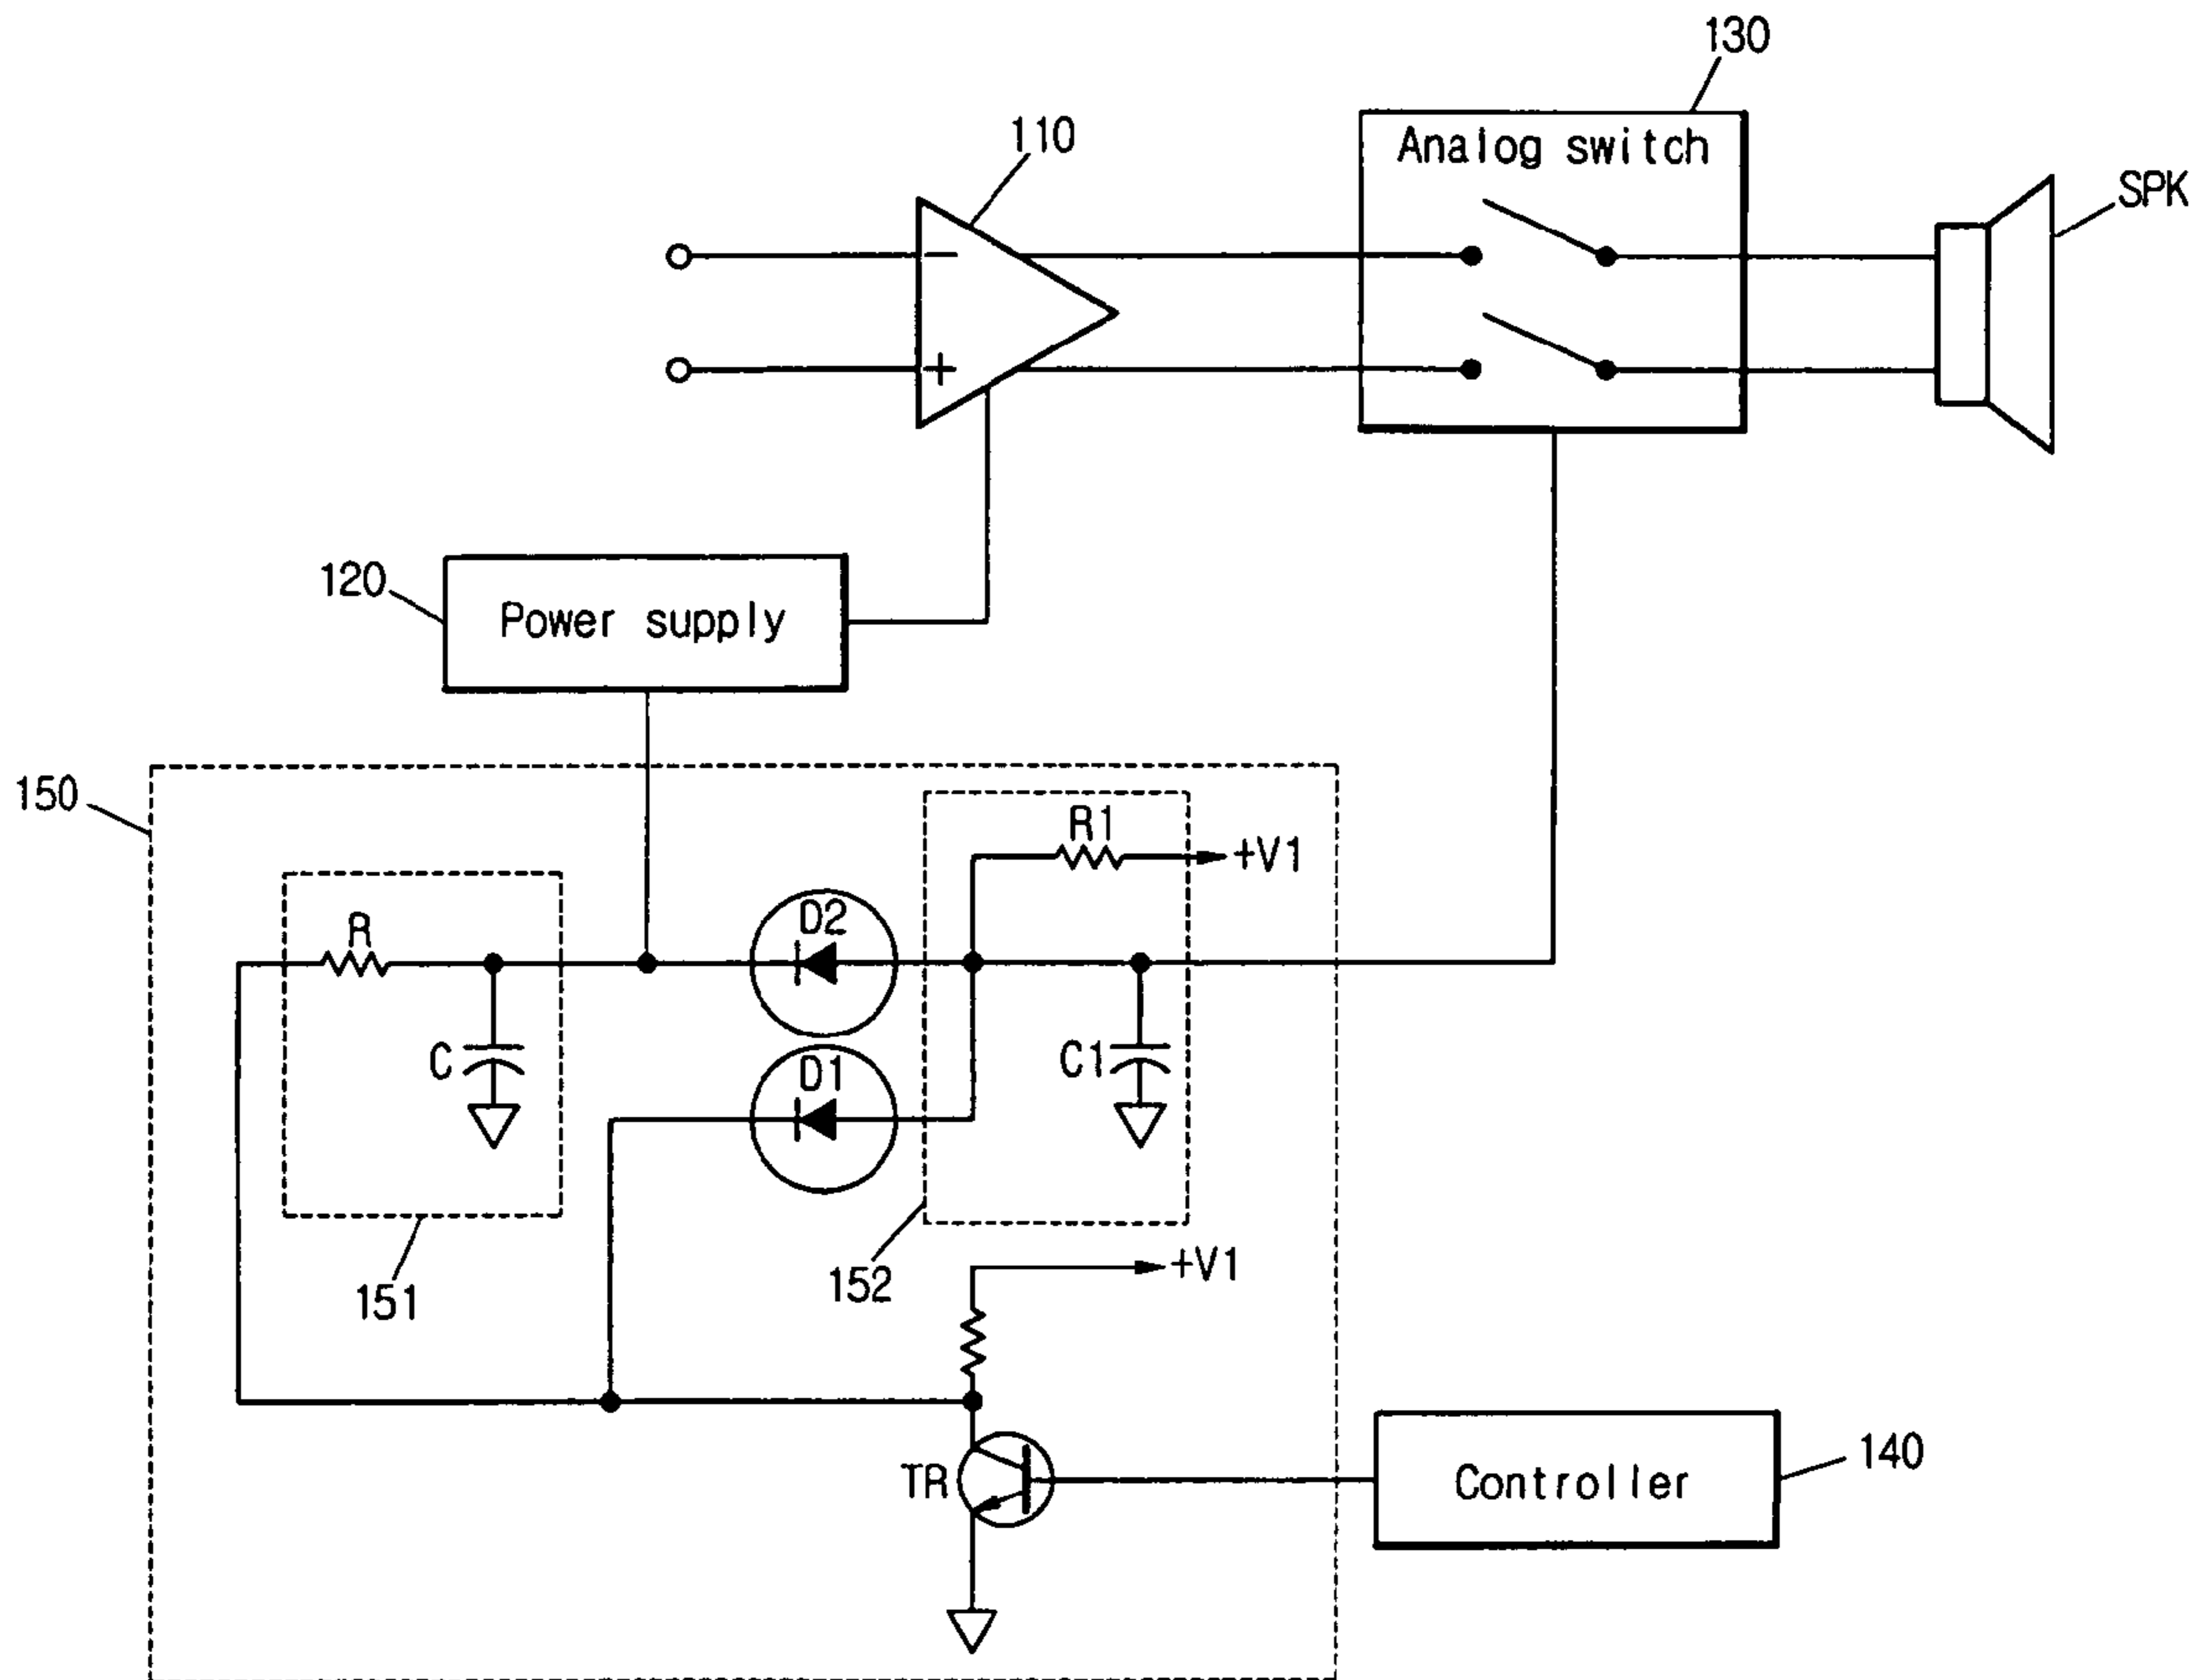 130
110
Analog switch
SPK
−
+
120
Power supply
150
R1
+V1
R
D2
C
D1
C1
151
152
+V1
TR
Controller
140